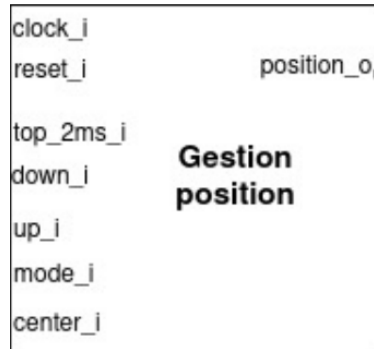 clock_i
reset_i
position_o
top_2ms_i
down_i
Gestion
position
up_i
mode_i
center_i